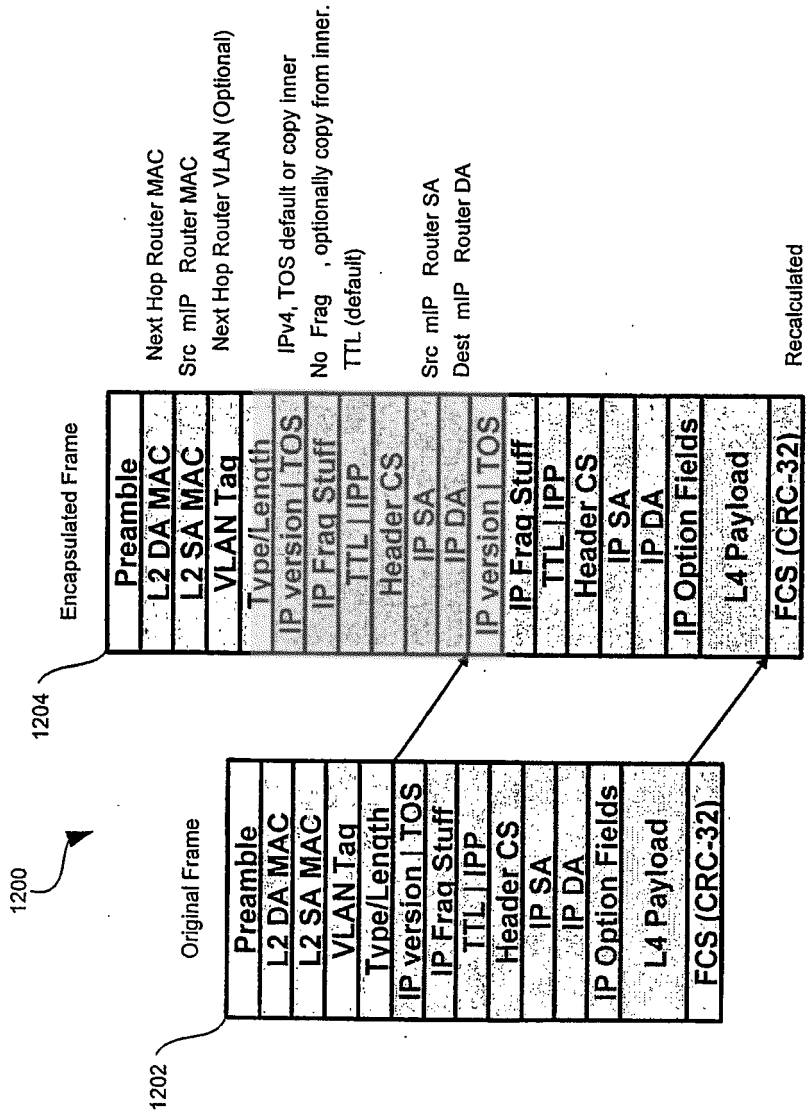 1200
1202
Original Frame
Preamble
L2 DA MAC
L2 SA MAC
VLAN Tag
Type/Length
IP version | TOS
IP Frag Stuff
TTL | IPP
Header CS
IP SA
IP DA
IP Option Fields
L4 Payload
FCS (CRC-32)
1204
Encapsulated Frame
Preamble
L2 DA MAC
L2 SA MAC
VLAN Tag
Type/Length
IP version | TOS
IP Frag Stuff
TTL | IPP
Header CS
IP SA
IP DA
IP version | TOS
IP Frag Stuff
TTL | IPP
Header CS
IP SA
IP DA
IP Option Fields
L4 Payload
FCS (CRC-32)
Next Hop Router MAC
Src mIP Router MAC
Next Hop Router VLAN (Optional)
IPv4, TOS default or copy inner
No Frag , optionally copy from inner.
TTL (default)
Src mIP Router SA
Dest mIP Router DA
Recalculated